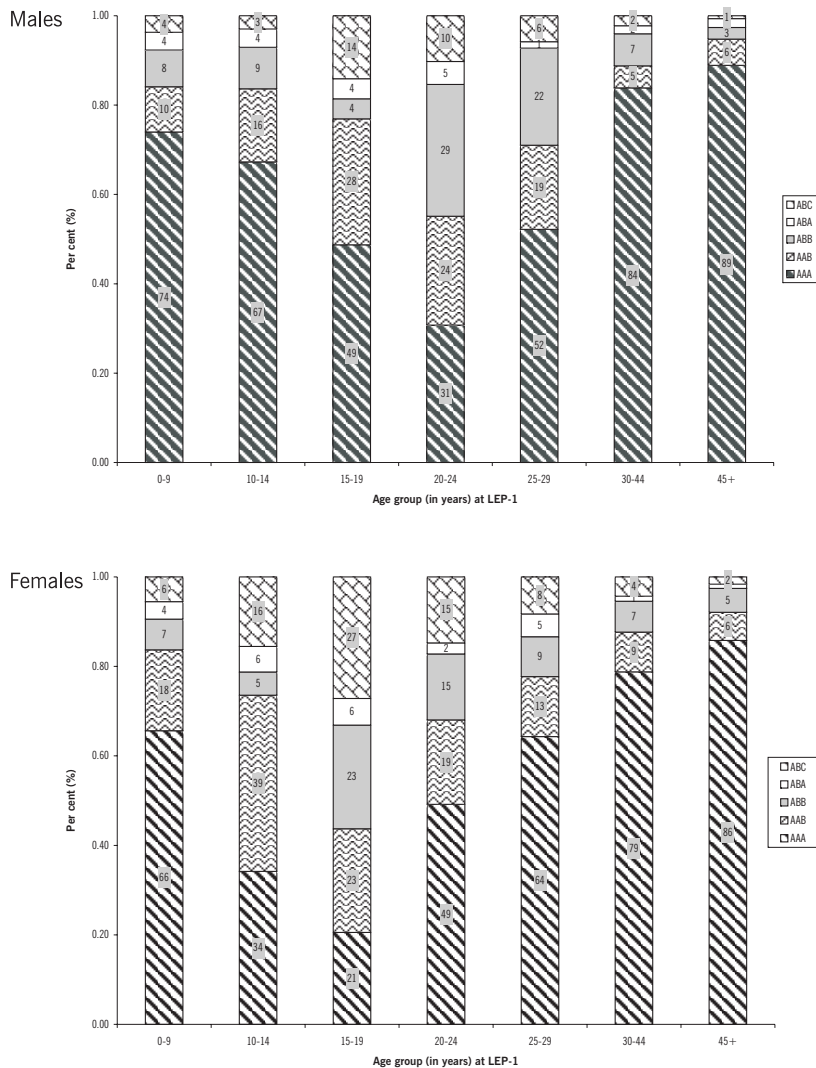 Males
1.00
0.80
0.60
0.40
0.20
0.00
Per cent (%)
4 3 14 10 6 2 1
4 4 4 5 1
8 9 4 29 22 7 3
10 16 28 24 19 5 6
74 67 49 31 52 84 89
0-9 10-14 15-19 20-24 25-29 30-44 45+
Age group (in years) at LEP-1
ABC
ABA
ABB
AAB
AAA
Females
1.00
0.80
0.60
0.40
0.20
0.00
Per cent (%)
6 16 27 15 8 4 2
4 6 6 2 5
7 5 23 15 9 7 5
18 39 23 19 13 9 6
66 34 21 49 64 79 86
0-9 10-14 15-19 20-24 25-29 30-44 45+
Age group (in years) at LEP-1
ABC
ABA
ABB
AAB
AAA